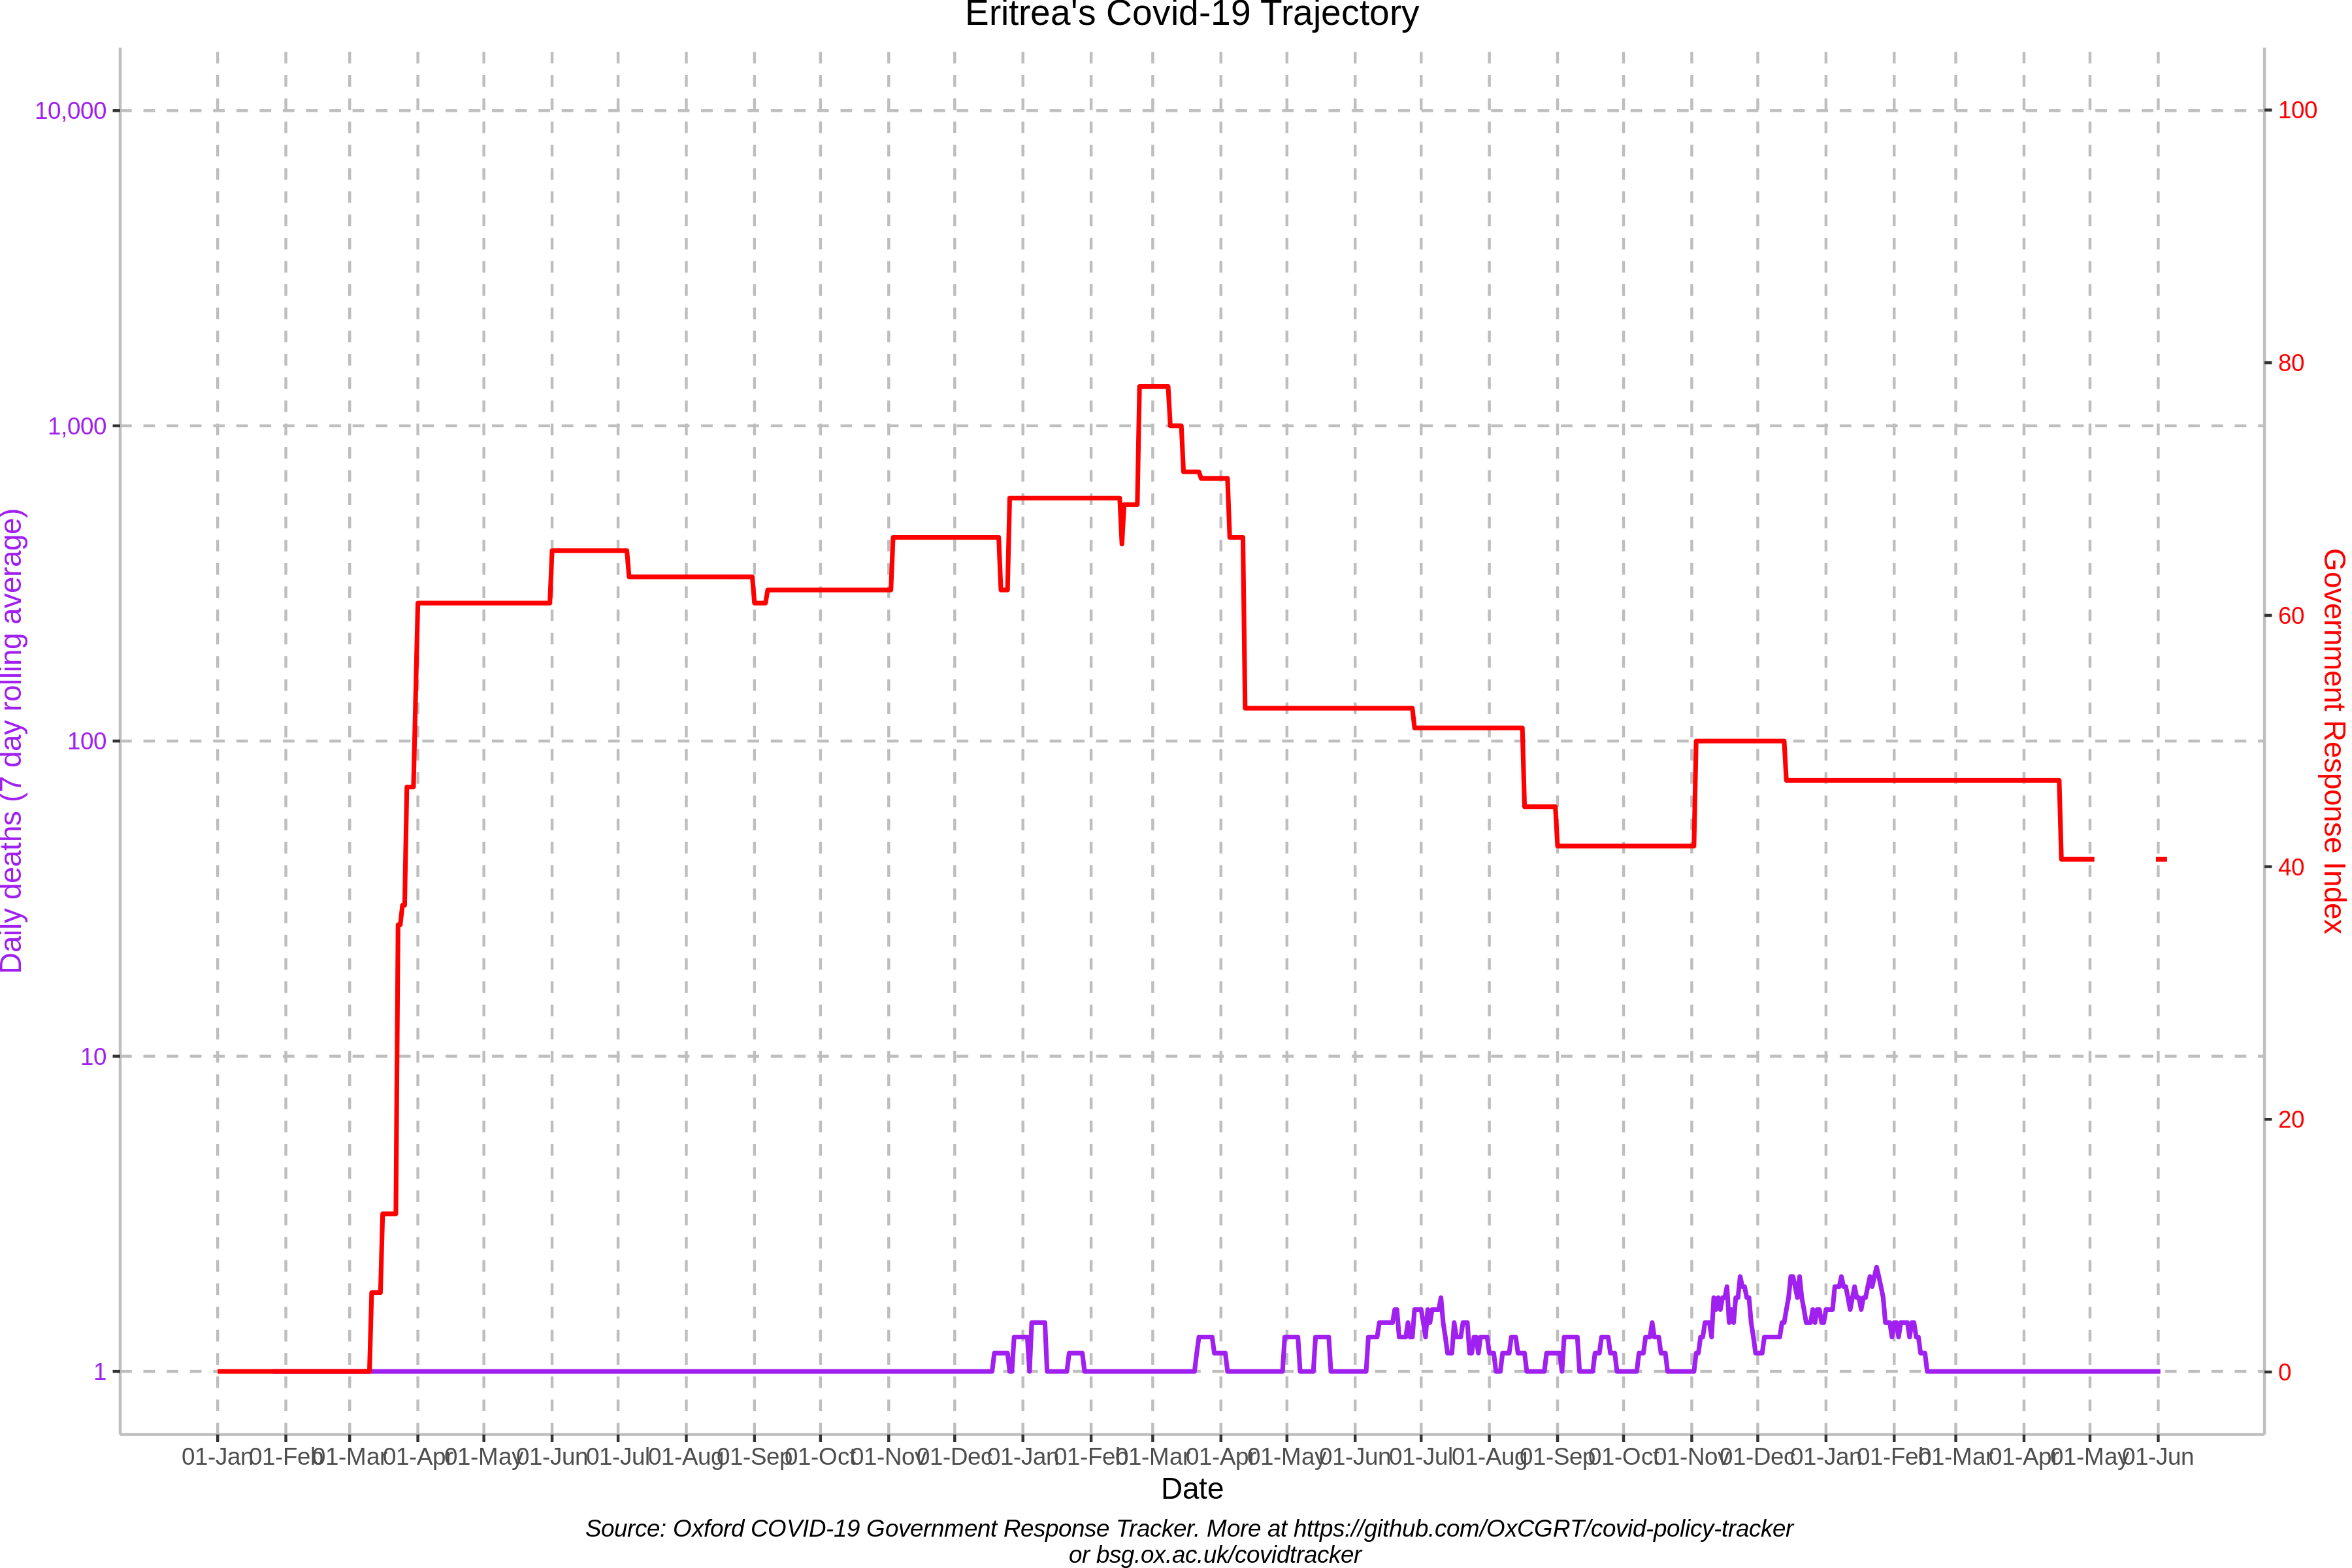 Eritrea's Covid-19 Trajectory
10,000
1,000
100
10
1
Daily deaths (7 day rolling average)
100
80
60
40
20
0
Government Response Index
01-Jan 01-Feb 01-Mar 01-Apr 01-May 01-Jun 01-Jul 01-Aug 01-Sep 01-Oct 01-Nov 01-Dec 01-Jan 01-Feb 01-Mar 01-Apr 01-May 01-Jun 01-Jul 01-Aug 01-Sep 01-Oct 01-Nov 01-Dec 01-Jan 01-Feb 01-Mar 01-Apr 01-May 01-Jun
Date
Source: Oxford COVID-19 Government Response Tracker. More at https://github.com/OxCGRT/covid-policy-tracker
or bsg.ox.ac.uk/covidtracker